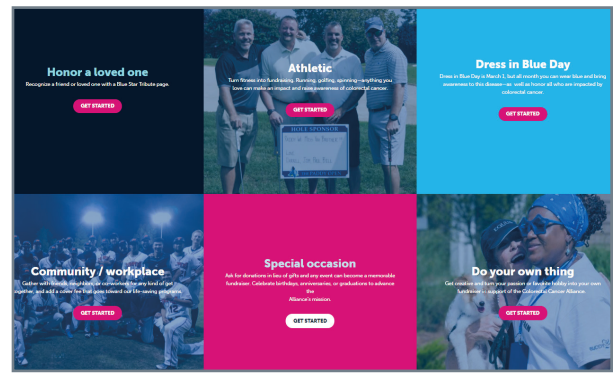 Honor a loved one
Recognize a friend or loved one with a Blue Star Tribute page.
GET STARTED
Athletic
Turn fitness into fundraising. Running, golfing, spinning—anything you
love can make an impact and raise awareness of colorectal cancer.
GET STARTED
HOLE SPONSOR
Dress in Blue Day
Dress in Blue Day is March 1, but all month you can wear blue and bring
awareness to this disease—as well as honor all who are impacted by
colorectal cancer.
GET STARTED
Community / workplace
Gather with friends, neighbors, or co-workers for any kind of get
together, and add a cover fee that goes toward our life-saving programs.
GET STARTED
Special occasion
Ask for donations in lieu of gifts and any event can become a memorable
fundraiser. Celebrate birthdays, anniversaries, or graduations to advance
the
Alliance's mission.
GET STARTED
Do your own thing
Get creative and turn your passion or favorite hobby into your own
fundraiser — support of the Colorectal Cancer Alliance.
GET STARTED